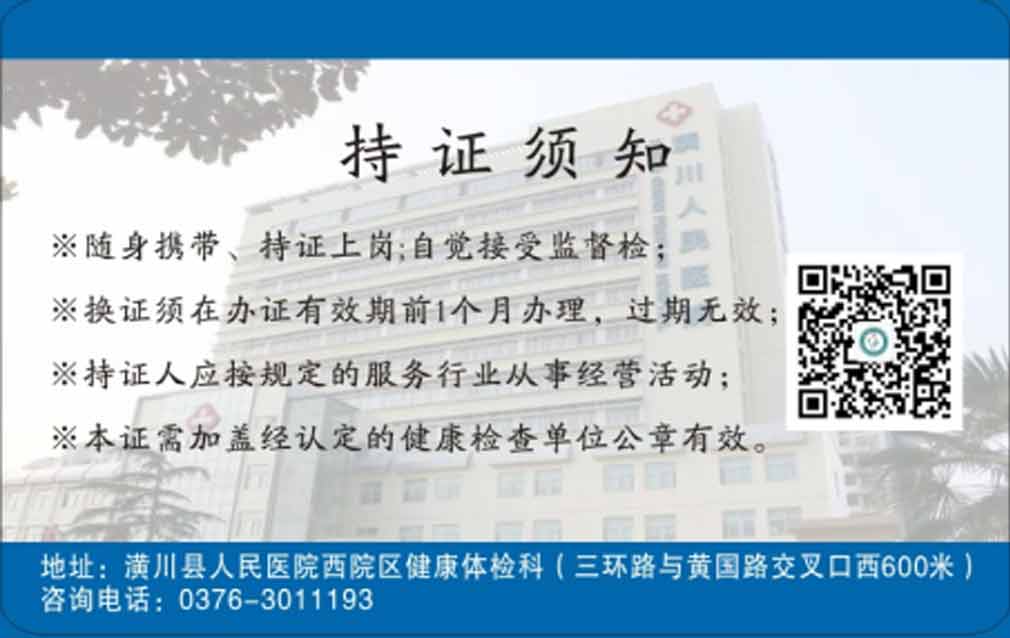 持证须知
潢川人民医
※随身携带、持证上岗;自觉接受监督检;
※换证须在办证有效期前1个月办理，过期无效;
※持证人应按规定的服务行业从事经营活动;
※本证需加盖经认定的健康检查单位公章有效。
地址：潢川县人民医院西院区健康体检科（三环路与黄国路交叉口西600米）
咨询电话：0376-3011193